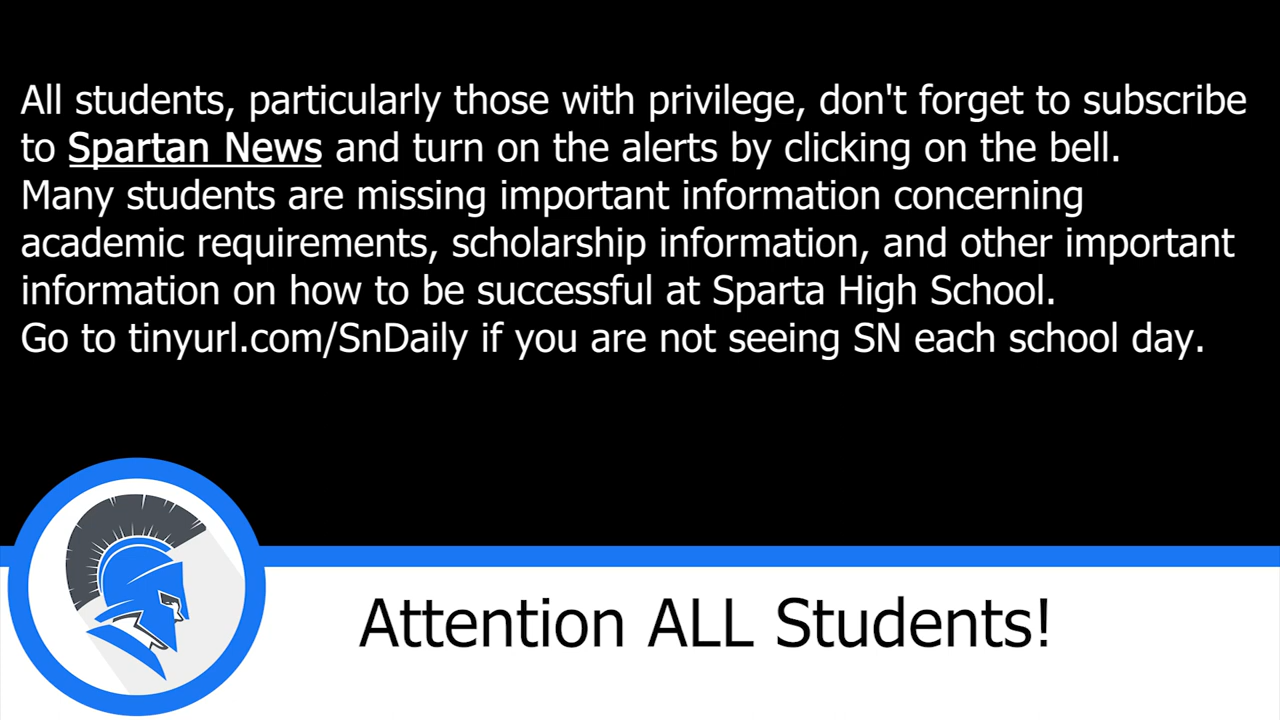 All students, particularly those with privilege, don't forget to subscribe
to Spartan News and turn on the alerts by clicking on the bell.
Many students are missing important information concerning
academic requirements, scholarship information, and other important
information on how to be successful at Sparta High School.
Go to tinyurl.com/SnDaily if you are not seeing SN each school day.
Attention ALL Students!